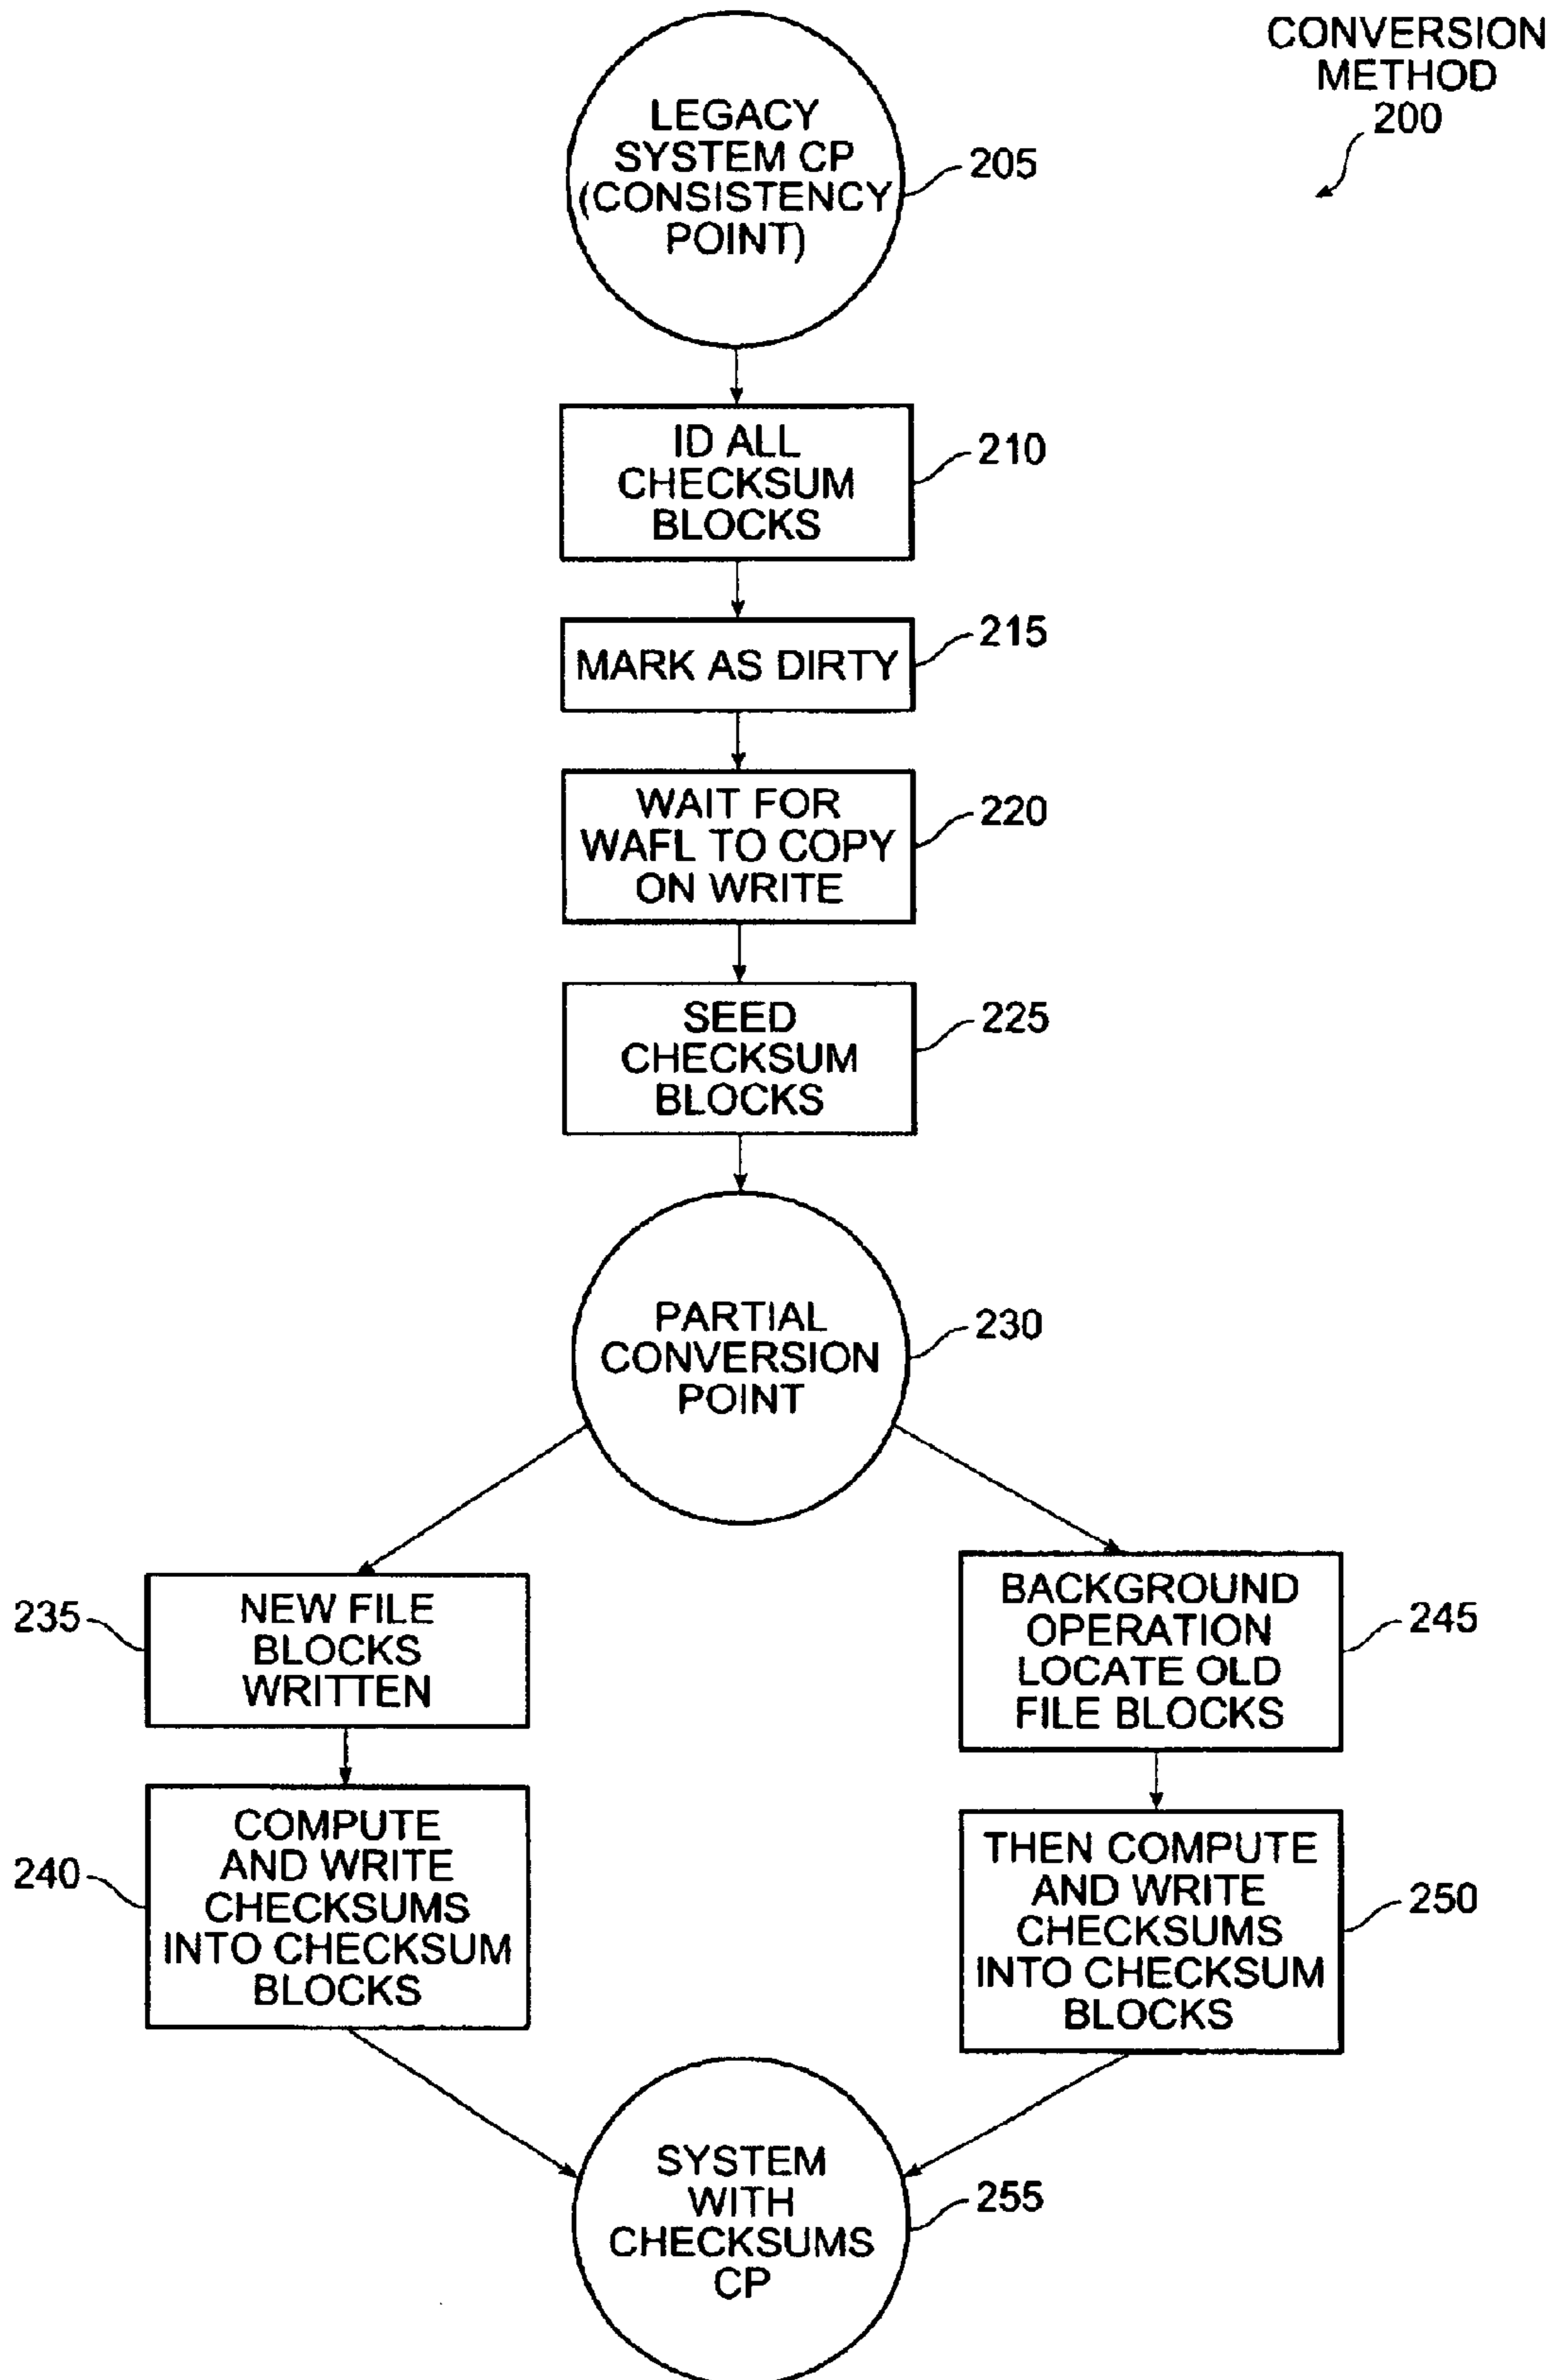 CONVERSION
METHOD
200
LEGACY
SYSTEM CP
(CONSISTENCY
POINT)
205
ID ALL
CHECKSUM
BLOCKS
210
MARK AS DIRTY
215
WAIT FOR
WAFL TO COPY
ON WRITE
220
SEED
CHECKSUM
BLOCKS
225
PARTIAL
CONVERSION
POINT
230
NEW FILE
BLOCKS
WRITTEN
235
COMPUTE
AND WRITE
CHECKSUMS
INTO CHECKSUM
BLOCKS
240
BACKGROUND
OPERATION
LOCATE OLD
FILE BLOCKS
245
THEN COMPUTE
AND WRITE
CHECKSUMS
INTO CHECKSUM
BLOCKS
250
SYSTEM
WITH
CHECKSUMS
CP
255